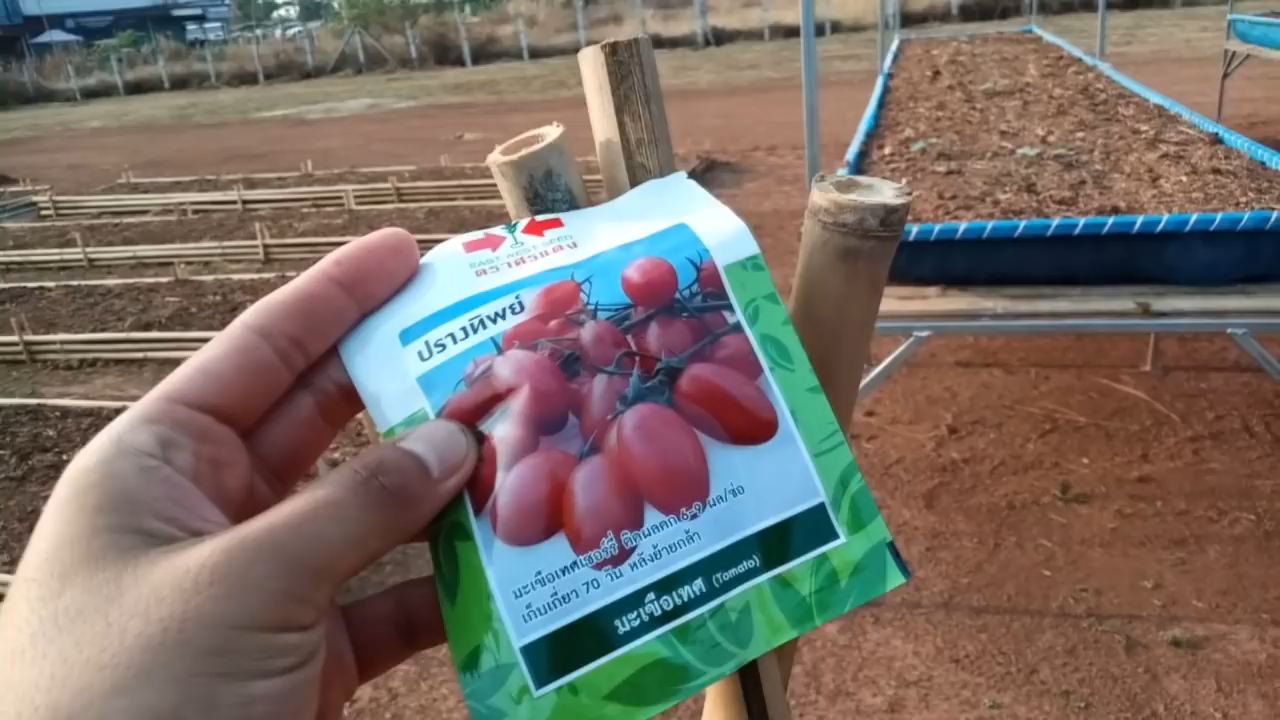 EAST WEST SEED
ตราศรแดง
ปรางทิพย์
มะเขือเทศเชอร์รี่ ติดผลดก 6-9 ผล/ช่อ
เก็บเกี่ยว 70 วัน หลังย้ายกล้า
มะเขือเทศ (Tomato)